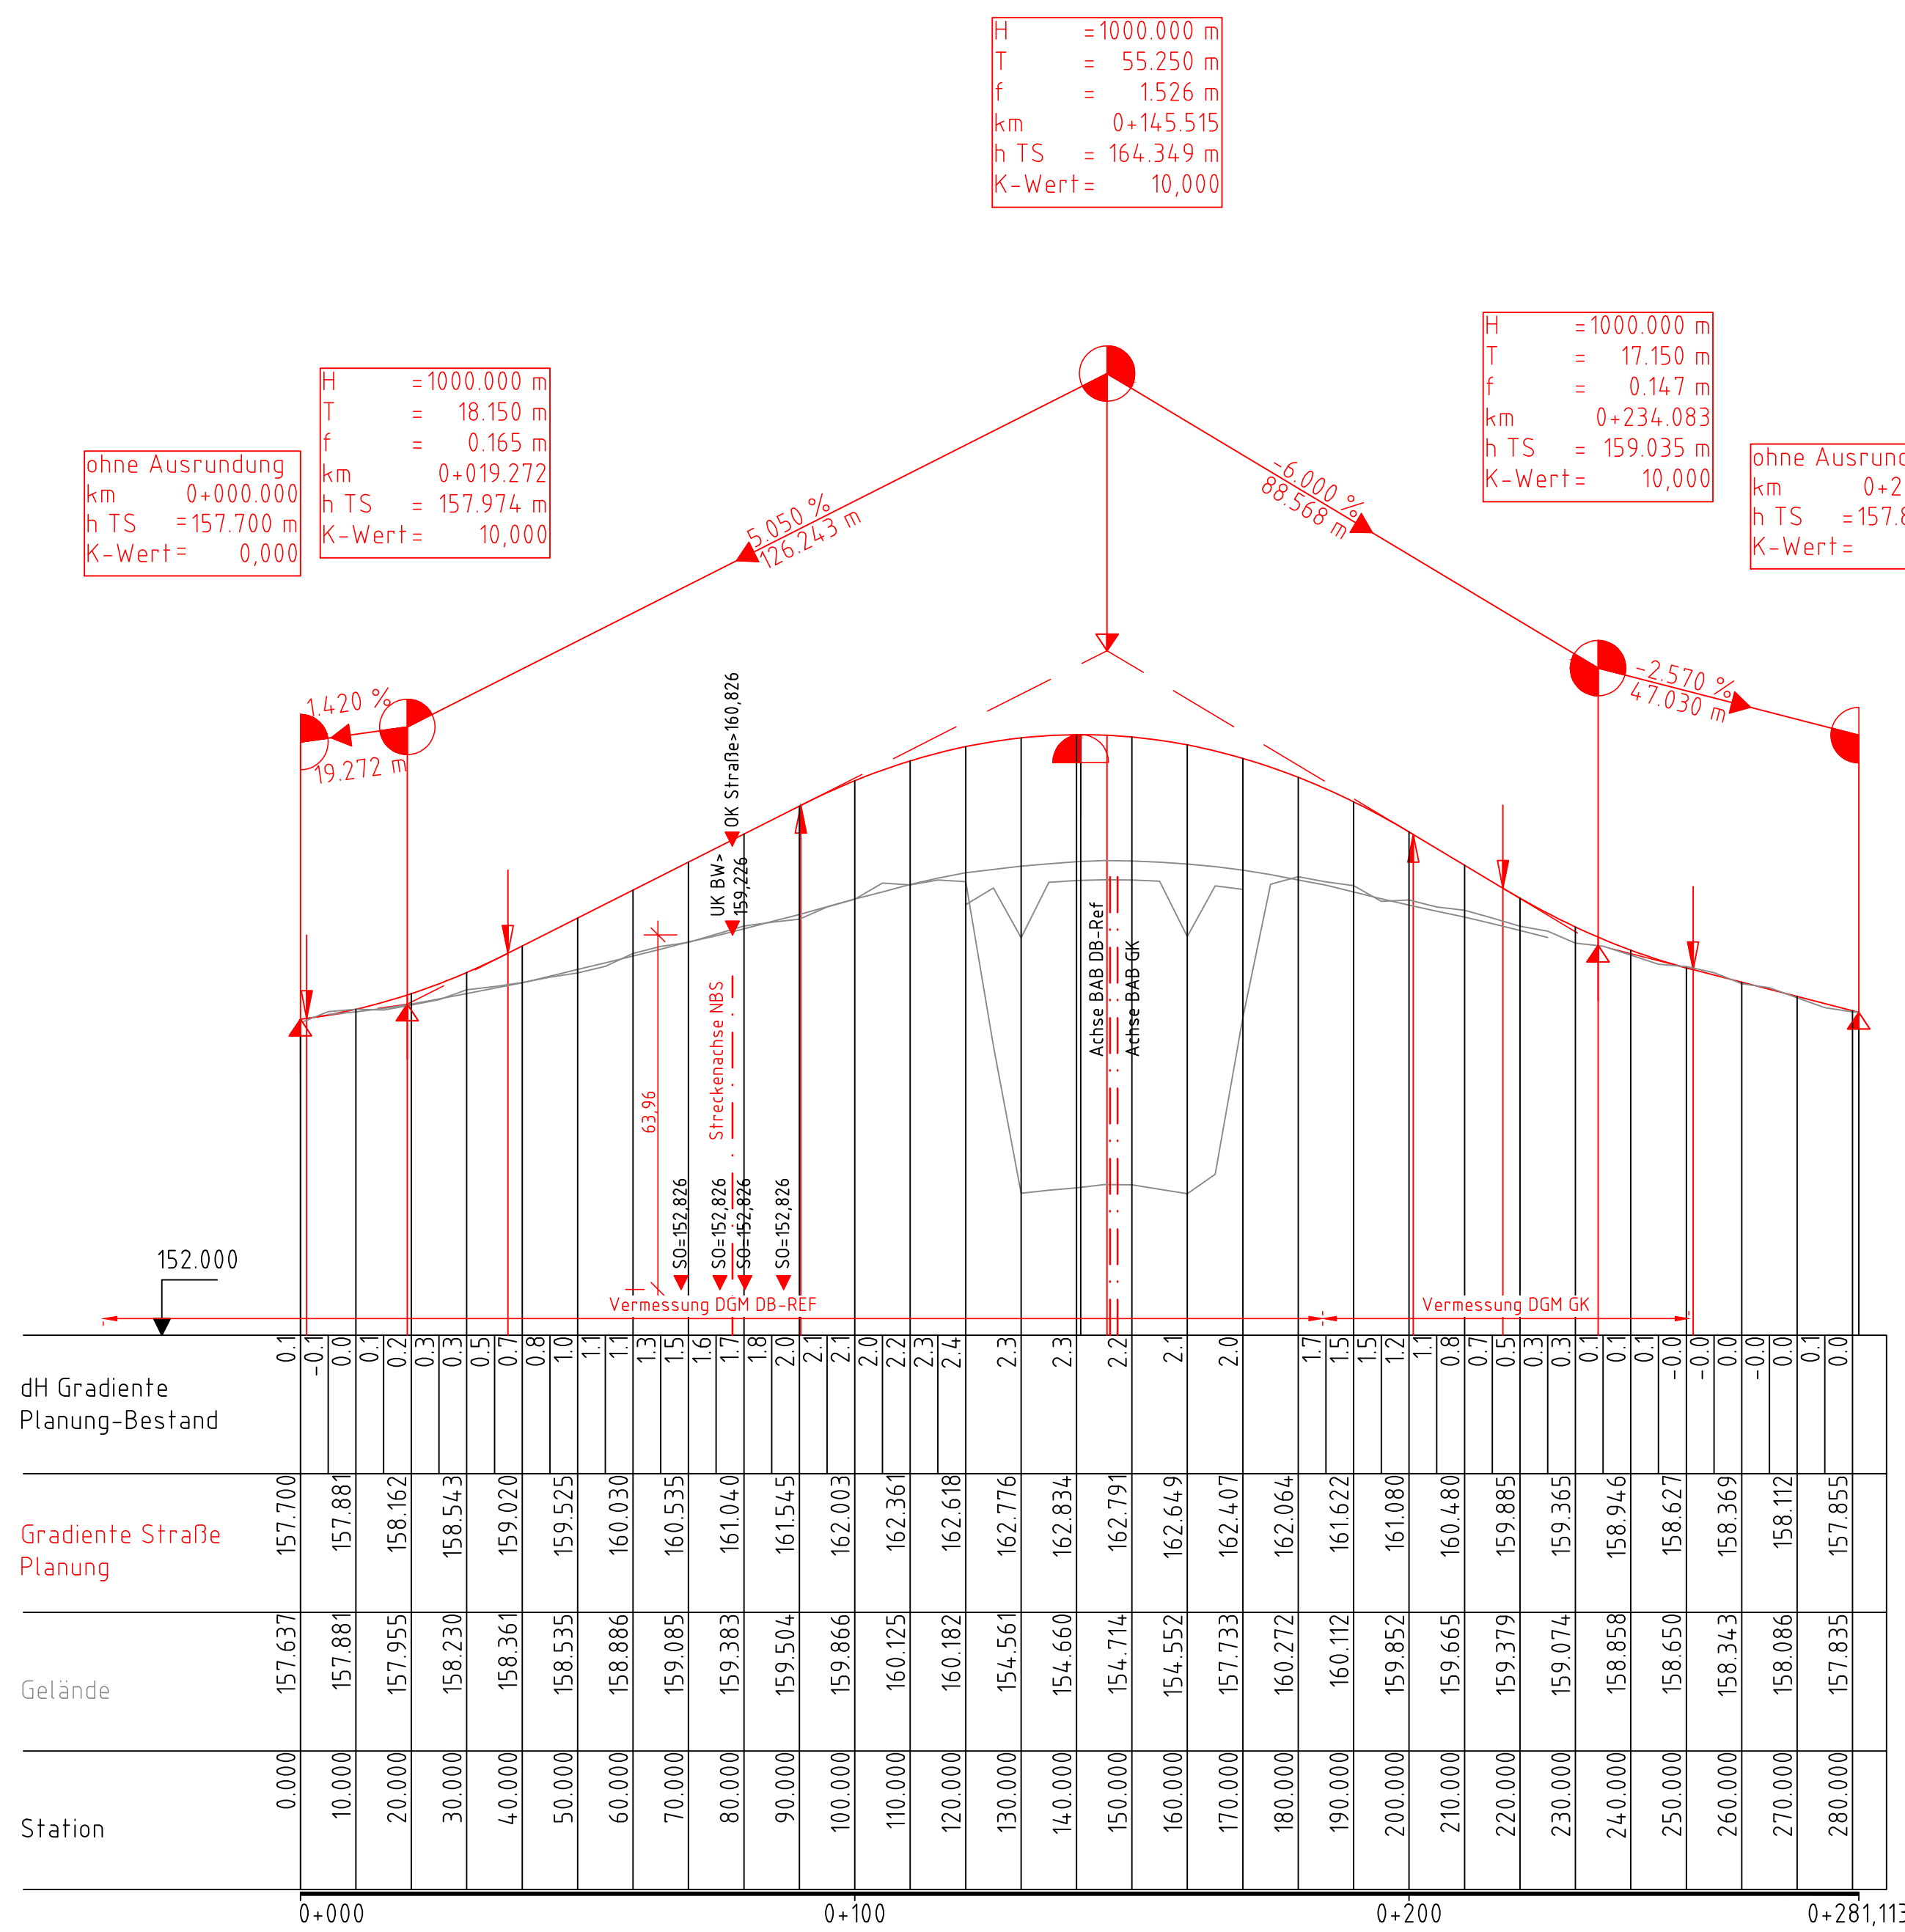 H =1000.000 m
T = 55.250 m
f = 1.526 m
km 0+145.515
h TS = 164.349 m
K-Wert= 10,000
H =1000.000 m
T = 17.150 m
f = 0.147 m
km 0+234.083
h TS = 159.035 m
K-Wert= 10,000
H =1000.000 m
T = 18.150 m
f = 0.165 m
km 0+019.272
h TS = 157.974 m
K-Wert= 10,000
ohne Ausrundung
km 0+000.000
h TS =157.700 m
K-Wert= 0,000
ohne Ausrund
km 0+2
h TS =157.8
K-Wert=
5.050 %
126.243 m
-6.000 %
88.568 m
1.420 %
19.272 m
-2.570 %
47.030 m
OK Straße>160,826
UK BW>
159,226
Streckenachse NBS
63,96
Achse BAB DB-Ref
Achse BAB GK
SO=152,826
SO=152,826
SO=152,826
SO=152,826
152.000
Vermessung DGM DB-REF
Vermessung DGM GK
dH Gradiente
Planung-Bestand
0.1 -0.1 0.0 0.1 0.2 0.3 0.3 0.5 0.7 0.8 1.0 1.1 1.1 1.3 1.5 1.6 1.7 1.8 2.0 2.1 2.1 2.0 2.2 2.3 2.4 2.3 2.3 2.2 2.1 2.0 1.7 1.5 1.5 1.2 1.1 0.8 0.7 0.5 0.3 0.3 0.1 0.1 0.1 -0.0 -0.0 0.0 -0.0 0.0 0.1 0.0
Gradiente Straße
Planung
157.700 157.881 158.162 158.543 159.020 159.525 160.030 160.535 161.040 161.545 162.003 162.361 162.618 162.776 162.834 162.791 162.649 162.407 162.064 161.622 161.080 160.480 159.885 159.365 158.946 158.627 158.369 158.112 157.855
Gelände
157.637 157.881 157.955 158.230 158.361 158.535 158.886 159.085 159.383 159.504 159.866 160.125 160.182 154.561 154.660 154.714 154.552 157.733 160.272 160.112 159.852 159.665 159.379 159.074 158.858 158.650 158.343 158.086 157.835
Station
0.000 10.000 20.000 30.000 40.000 50.000 60.000 70.000 80.000 90.000 100.000 110.000 120.000 130.000 140.000 150.000 160.000 170.000 180.000 190.000 200.000 210.000 220.000 230.000 240.000 250.000 260.000 270.000 280.000
0+000 0+100 0+200 0+281,113